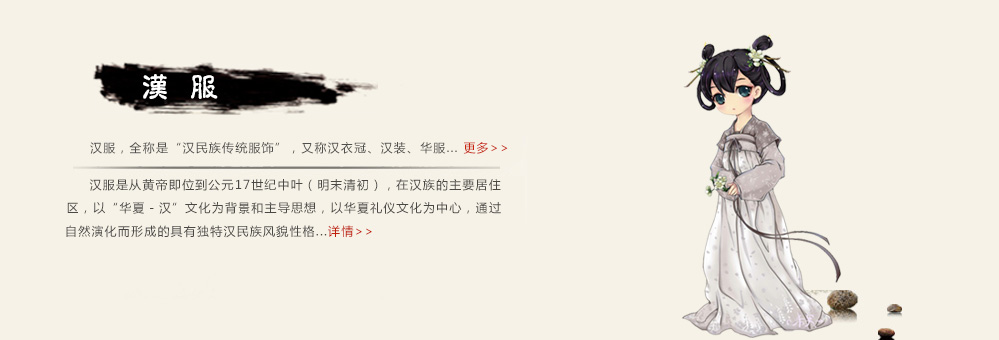 漢 服
汉服，全称是“汉民族传统服饰”，又称汉衣冠、汉装、华服... 更多>>
汉服是从黄帝即位到公元17世纪中叶（明末清初），在汉族的主要居住
区，以“华夏－汉”文化为背景和主导思想，以华夏礼仪文化为中心，通过
自然演化而形成的具有独特汉民族风貌性格...详情>>